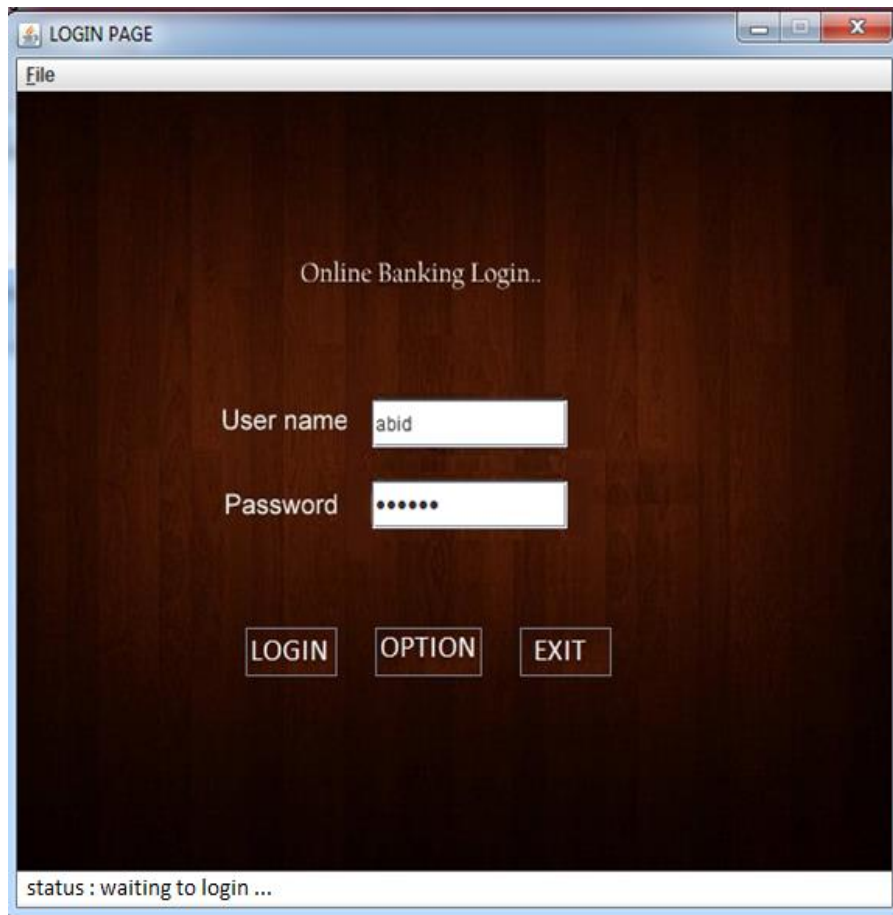 LOGIN PAGE
File
Online Banking Login..
User name abid
Password ••••••
LOGIN OPTION EXIT
status : waiting to login ...